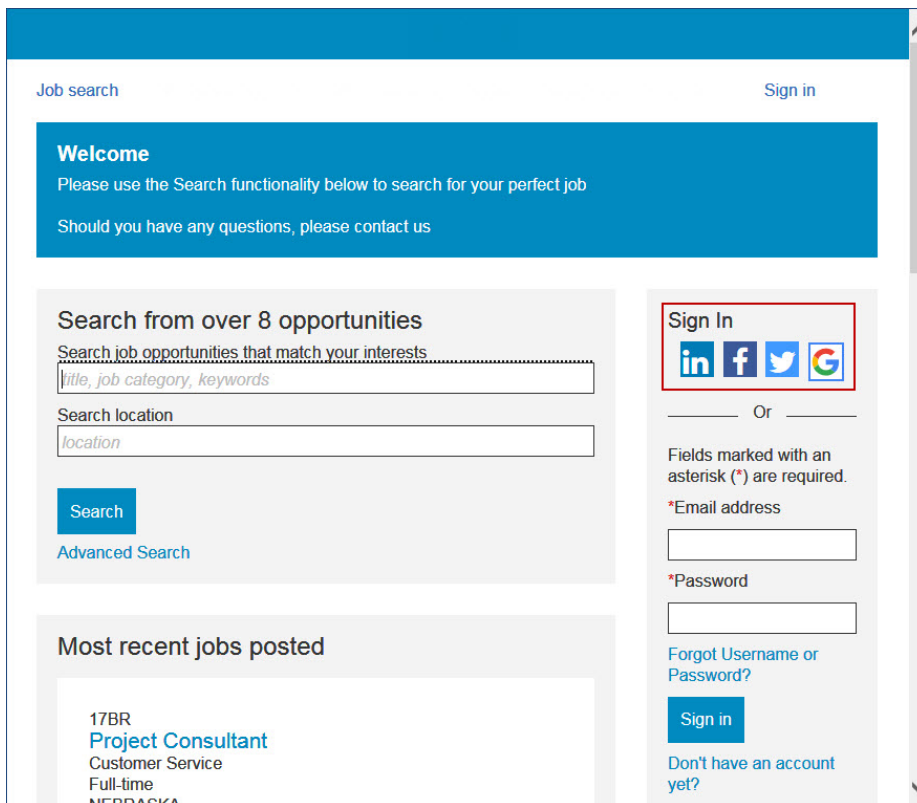 Job search
Sign in
Welcome
Please use the Search functionality below to search for your perfect job
Should you have any questions, please contact us
Search from over 8 opportunities
Search job opportunities that match your interests
title, job category, keywords
Search location
location
Search
Advanced Search
Most recent jobs posted
17BR
Project Consultant
Customer Service
Full-time
NEBRASKA
Sign In
in f G
Or
Fields marked with an
asterisk (*) are required.
*Email address
*Password
Forgot Username or
Password?
Sign in
Don't have an account
yet?